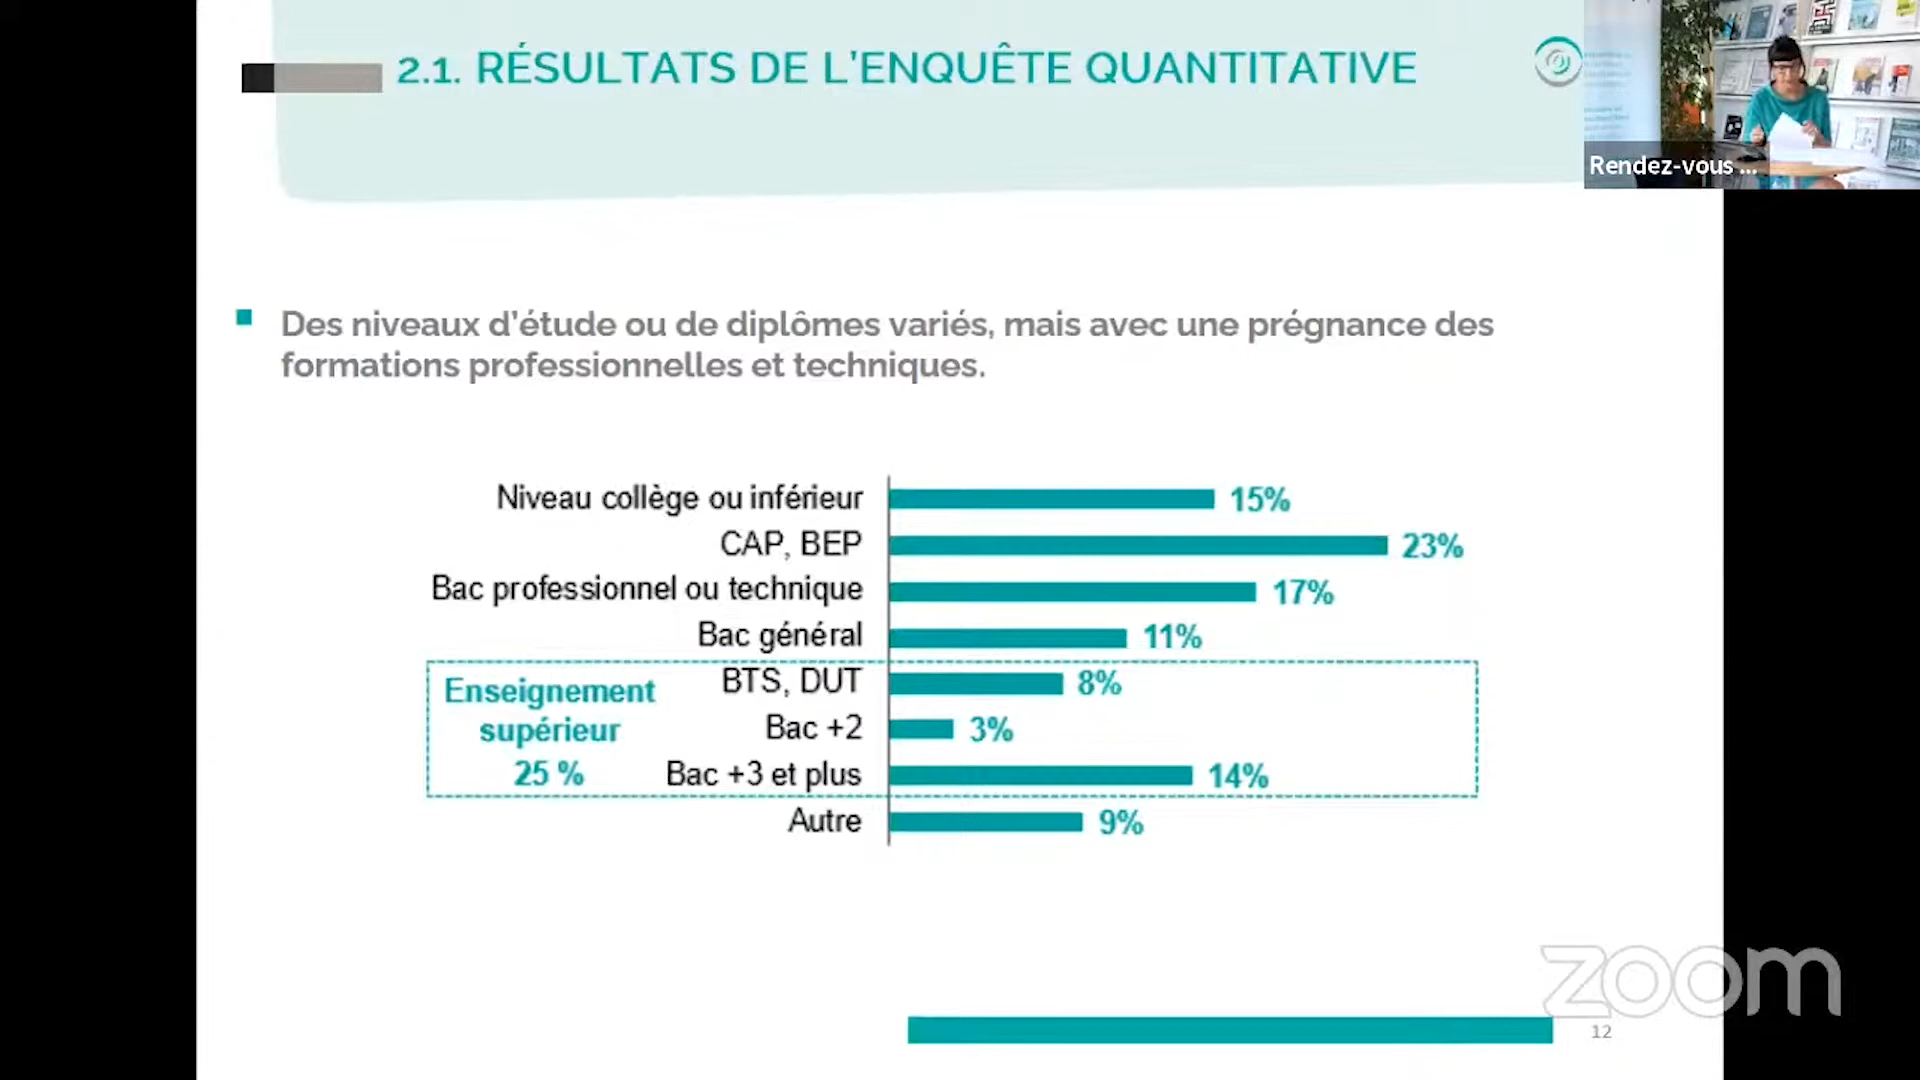 2.1. RÉSULTATS DE L'ENQUÊTE QUANTITATIVE
Rendez-vous ...
Des niveaux d'étude ou de diplômes variés, mais avec une prégnance des
formations professionnelles et techniques.
Niveau collège ou inférieur 15%
CAP, BEP 23%
Bac professionnel ou technique 17%
Bac général 11%
Enseignement
supérieur
25 %
BTS, DUT 8%
Bac +2 3%
Bac +3 et plus 14%
Autre 9%
zoom
12